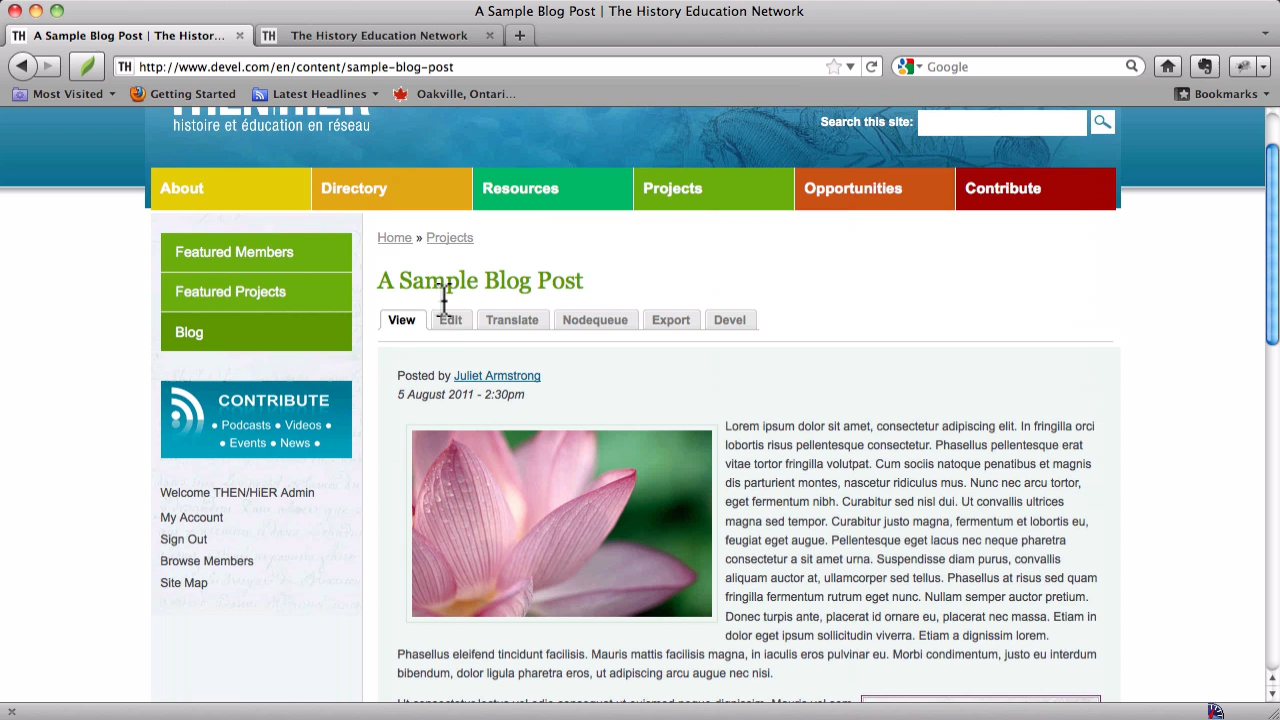 A Sample Blog Post | The History Education Network
A Sample Blog Post | The Histor...
The History Education Network
http://www.devel.com/en/content/sample-blog-post
Google
Most Visited
Getting Started
Latest Headlines
Oakville, Ontari...
Bookmarks
THEN/HiER
histoire et éducation en réseau
Search this site:
About
Directory
Resources
Projects
Opportunities
Contribute
Featured Members
Featured Projects
Blog
CONTRIBUTE
• Podcasts • Videos •
• Events • News •
Welcome THEN/HiER Admin
My Account
Sign Out
Browse Members
Site Map
Home » Projects
A Sample Blog Post
View
Edit
Translate
Nodequeue
Export
Devel
Posted by Juliet Armstrong
5 August 2011 - 2:30pm
Lorem ipsum dolor sit amet, consectetur adipiscing elit. In fringilla orci
lobortis risus pellentesque consectetur. Phasellus pellentesque erat
vitae tortor fringilla volutpat. Cum sociis natoque penatibus et magnis
dis parturient montes, nascetur ridiculus mus. Nunc nec arcu tortor,
eget fermentum nibh. Curabitur sed nisl dui. Ut convallis ultrices
magna sed tempor. Curabitur justo magna, fermentum et lobortis eu,
feugiat eget augue. Pellentesque eget lacus nec neque pharetra
consectetur a sit amet urna. Suspendisse diam purus, convallis
aliquam auctor at, ullamcorper sed tellus. Phasellus at risus sed quam
fringilla fermentum rutrum eget nunc. Nullam semper auctor pretium.
Donec turpis ante, placerat id ornare eu, placerat nec massa. Etiam in
dolor eget ipsum sollicitudin viverra. Etiam a dignissim lorem.
Phasellus eleifend tincidunt facilisis. Mauris mattis facilisis magna, in iaculis eros pulvinar eu. Morbi condimentum, justo eu interdum
bibendum, dolor ligula pharetra eros, ut adipiscing arcu augue nec nisi.